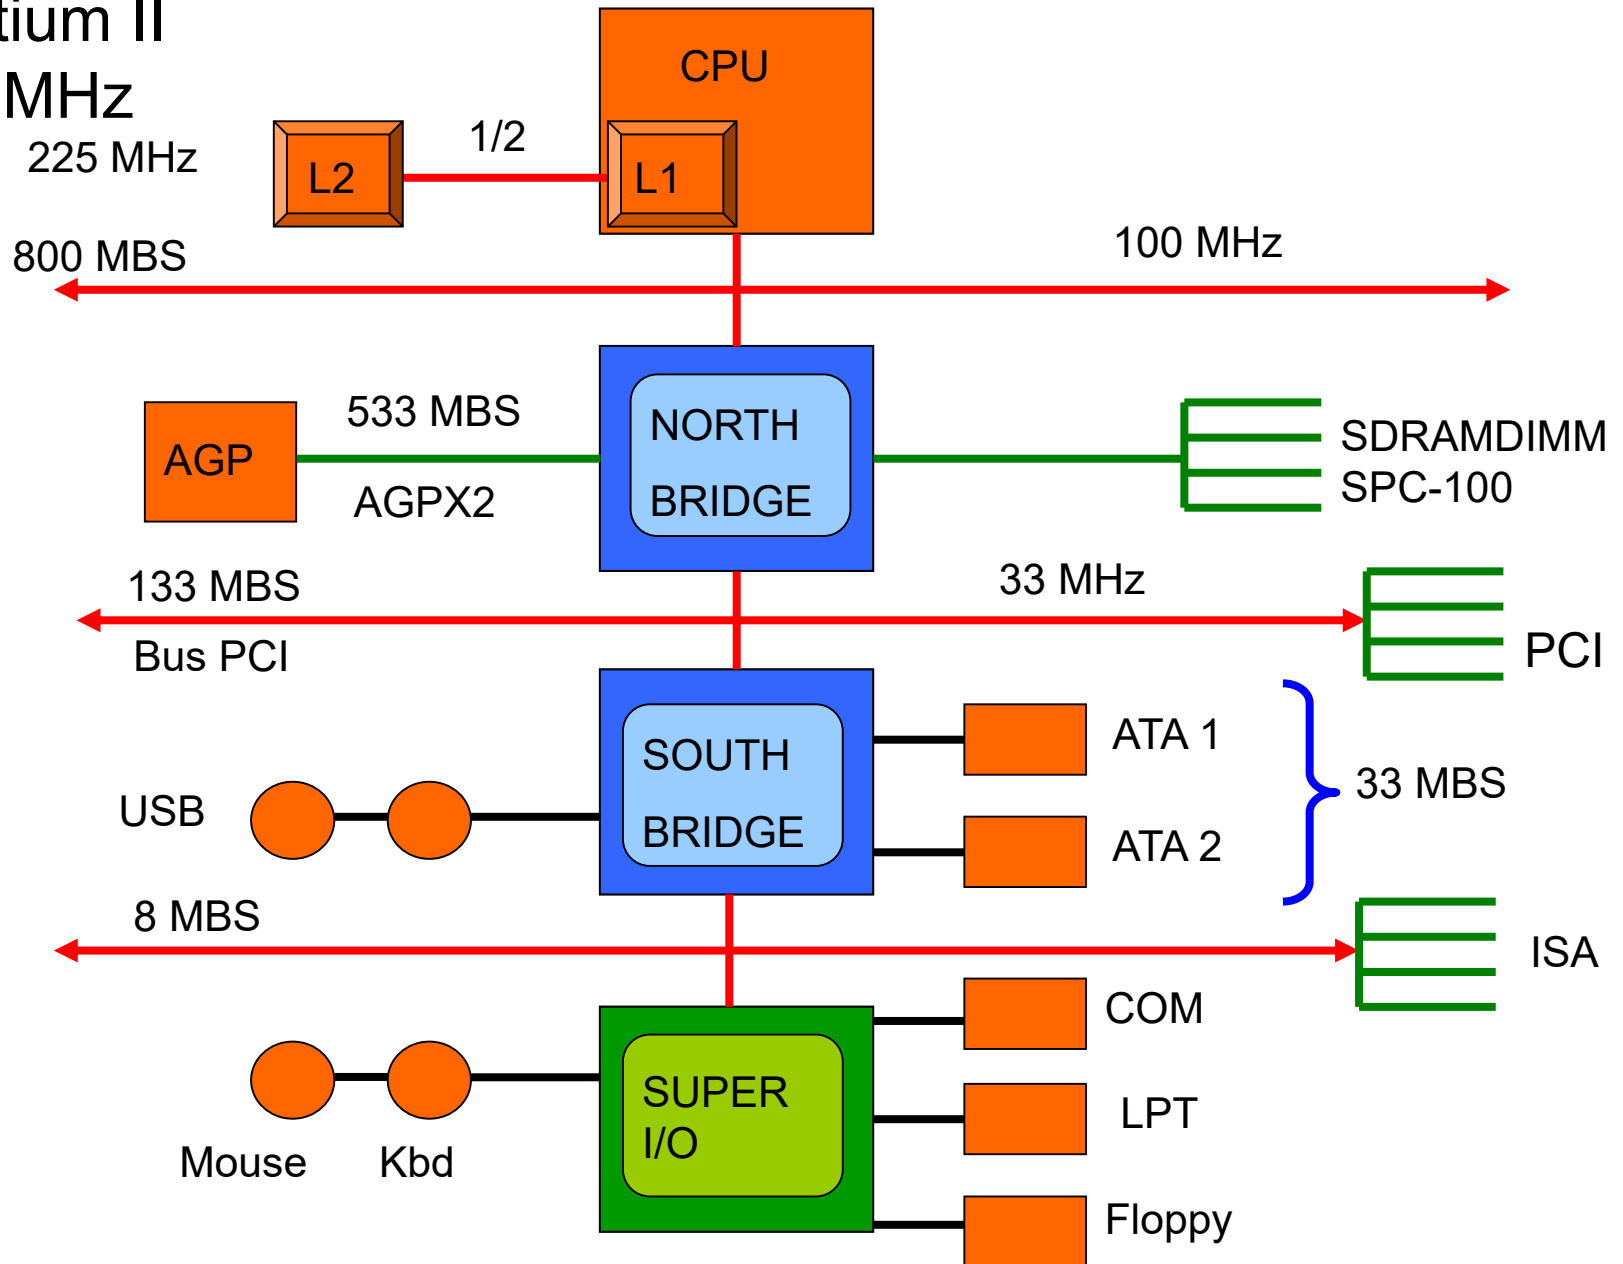 tium II
MHz
CPU
225 MHz
1/2
L2
L1
800 MBS
100 MHz
533 MBS
AGP
AGPX2
NORTH
BRIDGE
SDRAMDIMM
SPC-100
133 MBS
33 MHz
Bus PCI
PCI
SOUTH
BRIDGE
ATA 1
33 MBS
USB
ATA 2
8 MBS
ISA
COM
SUPER
I/O
LPT
Mouse
Kbd
Floppy